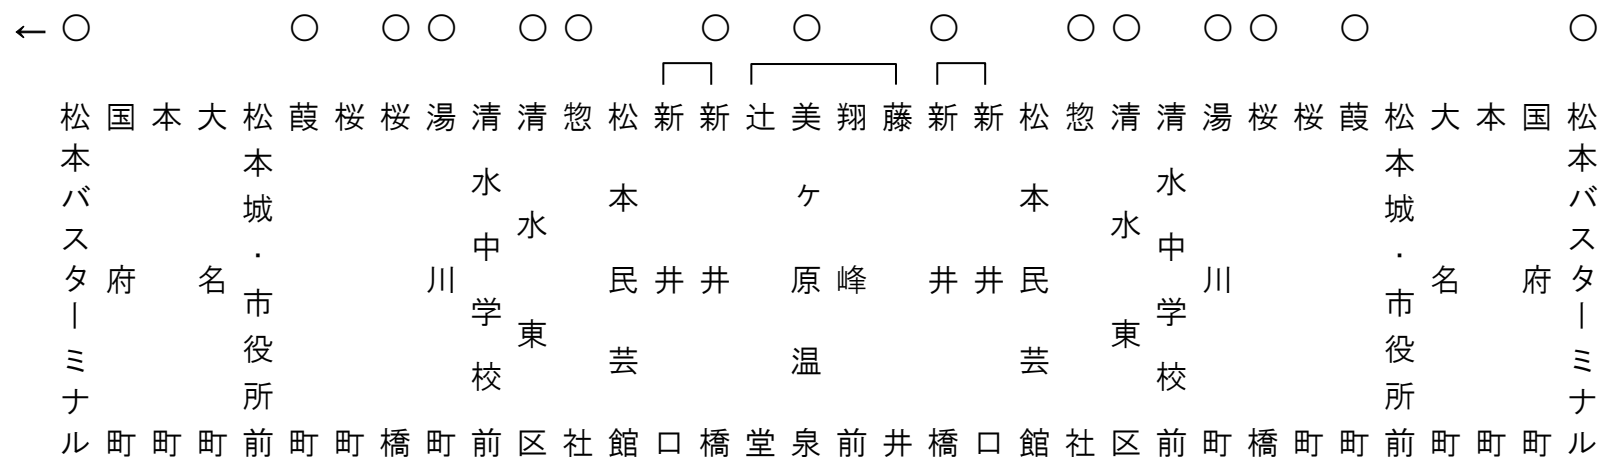 松本バスターミナル
国府町
本町
大名町
松本城・市役所前
葭町
桜町
桜橋
湯川町
清水中学校前
清水東区
惣社
松本民芸館
新井口
新井橋
藤井
翔峰前
美ヶ原温泉
辻堂
新井橋
新井口
松本民芸館
惣社
清水東区
清水中学校前
湯川町
桜橋
桜町
葭町
松本城・市役所前
大名町
本町
国府町
松本バスターミナル